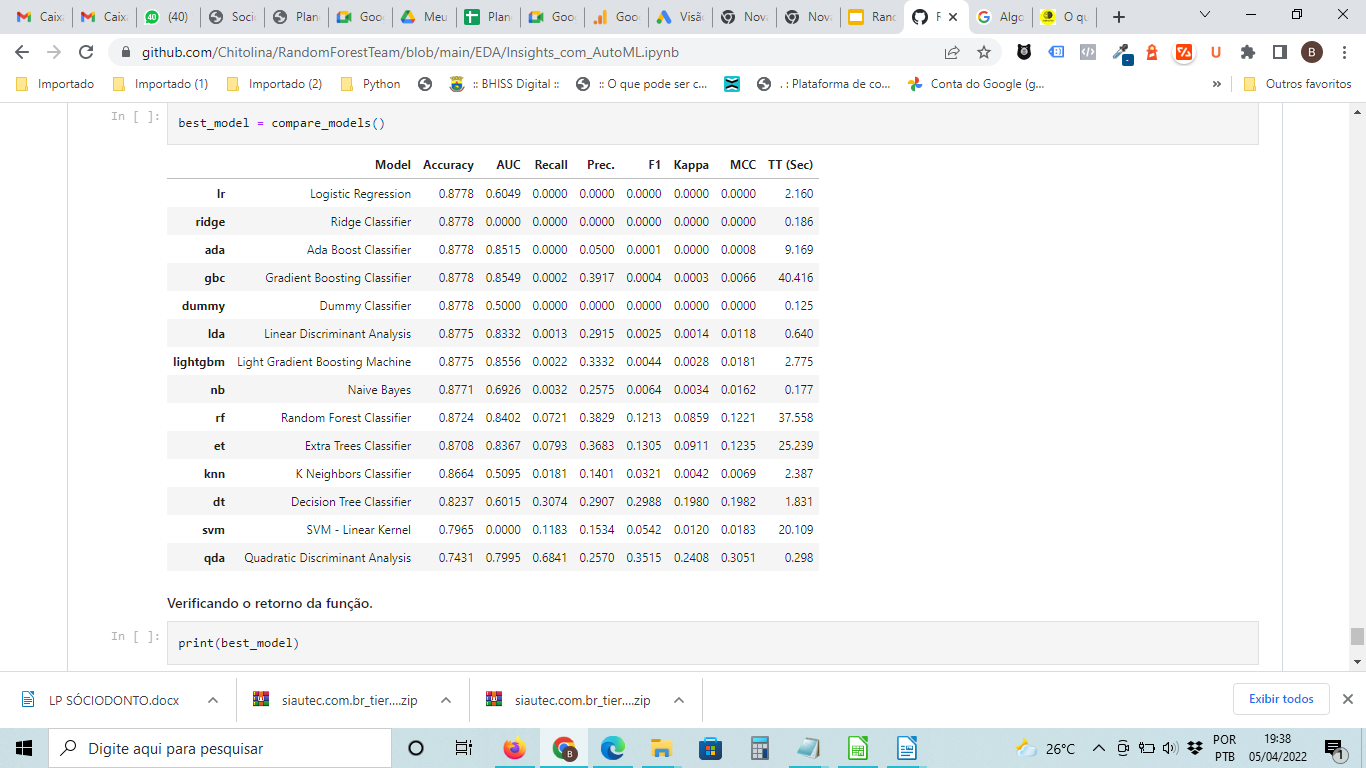 Caixa Caixa (40) Soci Plan Goo Meu Plan Goo Goo Visã Nova Nova Rand Algo O qu
github.com/Chitolina/RandomForestTeam/blob/main/EDA/Insights_com_AutoML.ipynb
Importado Importado (1) Importado (2) Python :: BHISS Digital :: :: O que pode ser c... . : Plataforma de co... Conta do Google (g... » Outros favoritos
In [ ]: best_model = compare_models()
Model Accuracy AUC Recall Prec. F1 Kappa MCC TT (Sec)
lr Logistic Regression 0.8778 0.6049 0.0000 0.0000 0.0000 0.0000 0.0000 2.160
ridge Ridge Classifier 0.8778 0.0000 0.0000 0.0000 0.0000 0.0000 0.0000 0.186
ada Ada Boost Classifier 0.8778 0.8515 0.0000 0.0500 0.0001 0.0000 0.0008 9.169
gbc Gradient Boosting Classifier 0.8778 0.8549 0.0002 0.3917 0.0004 0.0003 0.0066 40.416
dummy Dummy Classifier 0.8778 0.5000 0.0000 0.0000 0.0000 0.0000 0.0000 0.125
lda Linear Discriminant Analysis 0.8775 0.8332 0.0013 0.2915 0.0025 0.0014 0.0118 0.640
lightgbm Light Gradient Boosting Machine 0.8775 0.8556 0.0022 0.3332 0.0044 0.0028 0.0181 2.775
nb Naive Bayes 0.8771 0.6926 0.0032 0.2575 0.0064 0.0034 0.0162 0.177
rf Random Forest Classifier 0.8724 0.8402 0.0721 0.3829 0.1213 0.0859 0.1221 37.558
et Extra Trees Classifier 0.8708 0.8367 0.0793 0.3683 0.1305 0.0911 0.1235 25.239
knn K Neighbors Classifier 0.8664 0.5095 0.0181 0.1401 0.0321 0.0042 0.0069 2.387
dt Decision Tree Classifier 0.8237 0.6015 0.3074 0.2907 0.2988 0.1980 0.1982 1.831
svm SVM - Linear Kernel 0.7965 0.0000 0.1183 0.1534 0.0542 0.0120 0.0183 20.109
qda Quadratic Discriminant Analysis 0.7431 0.7995 0.6841 0.2570 0.3515 0.2408 0.3051 0.298
Verificando o retorno da função.
In [ ]: print(best_model)
LP SÓCIODONTO.docx siautec.com.br_tier....zip siautec.com.br_tier....zip Exibir todos
Digite aqui para pesquisar 26°C POR 19:38
PTB 05/04/2022 1